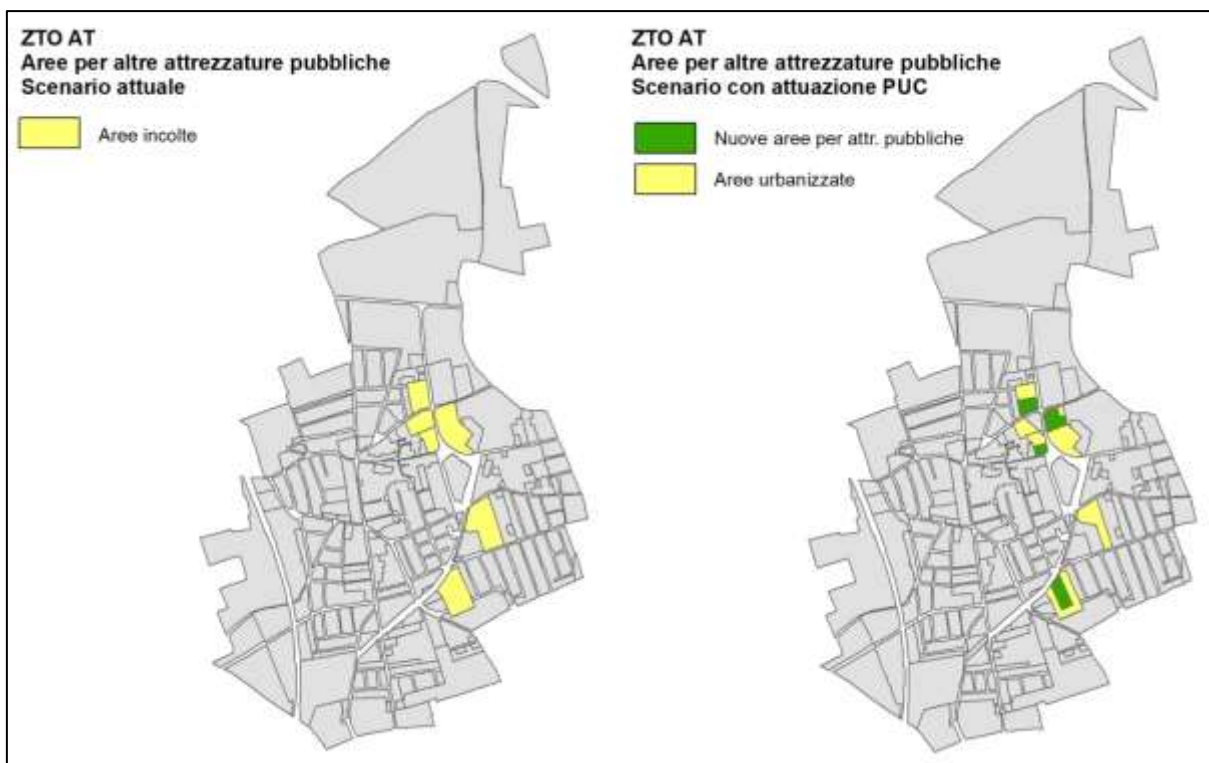 ZTO AT
Aree per altre attrezzature pubbliche
Scenario attuale
Aree incolte
ZTO AT
Aree per altre attrezzature pubbliche
Scenario con attuazione PUC
Nuove aree per attr. pubbliche
Aree urbanizzate